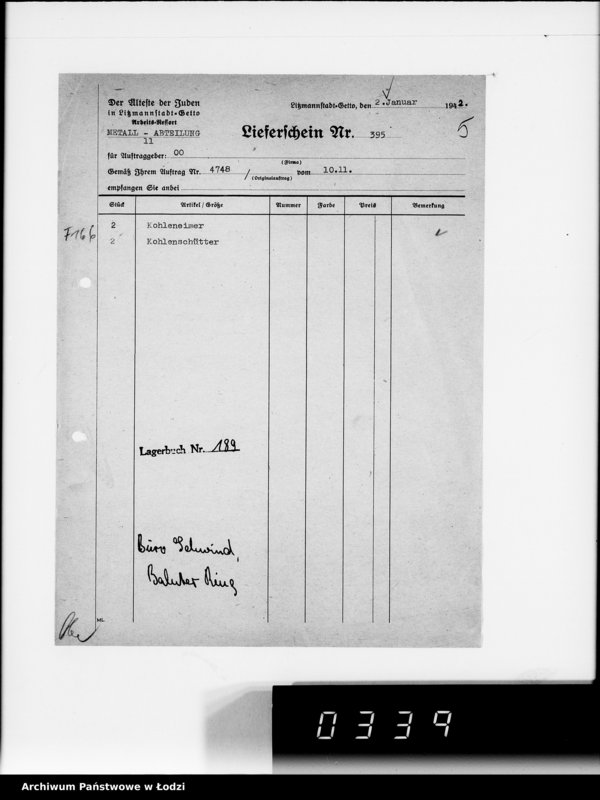 Der Älteste der Juden
in Litzmannstadt-Getto
Arbeits-Ressort
METALL - ABTEILUNG
11
Litzmannstadt-Getto, den 2.Januar 1942.
5
Lieferschein Nr. 395
für Auftraggeber: OO
(Firma)
Gemäß Ihrem Auftrag Nr. 4748 / vom 10.11.
(Originalauftrag)
empfangen Sie anbei
Stück Artikel / Größe Nummer Farbe Preis Bemerkung
2 Kohleneimer
2 Kohlenschütter
Lagerbuch Nr. 189
Büro Schwind,
Baluter Ring
ML
0339
Archiwum Państwowe w Łodzi